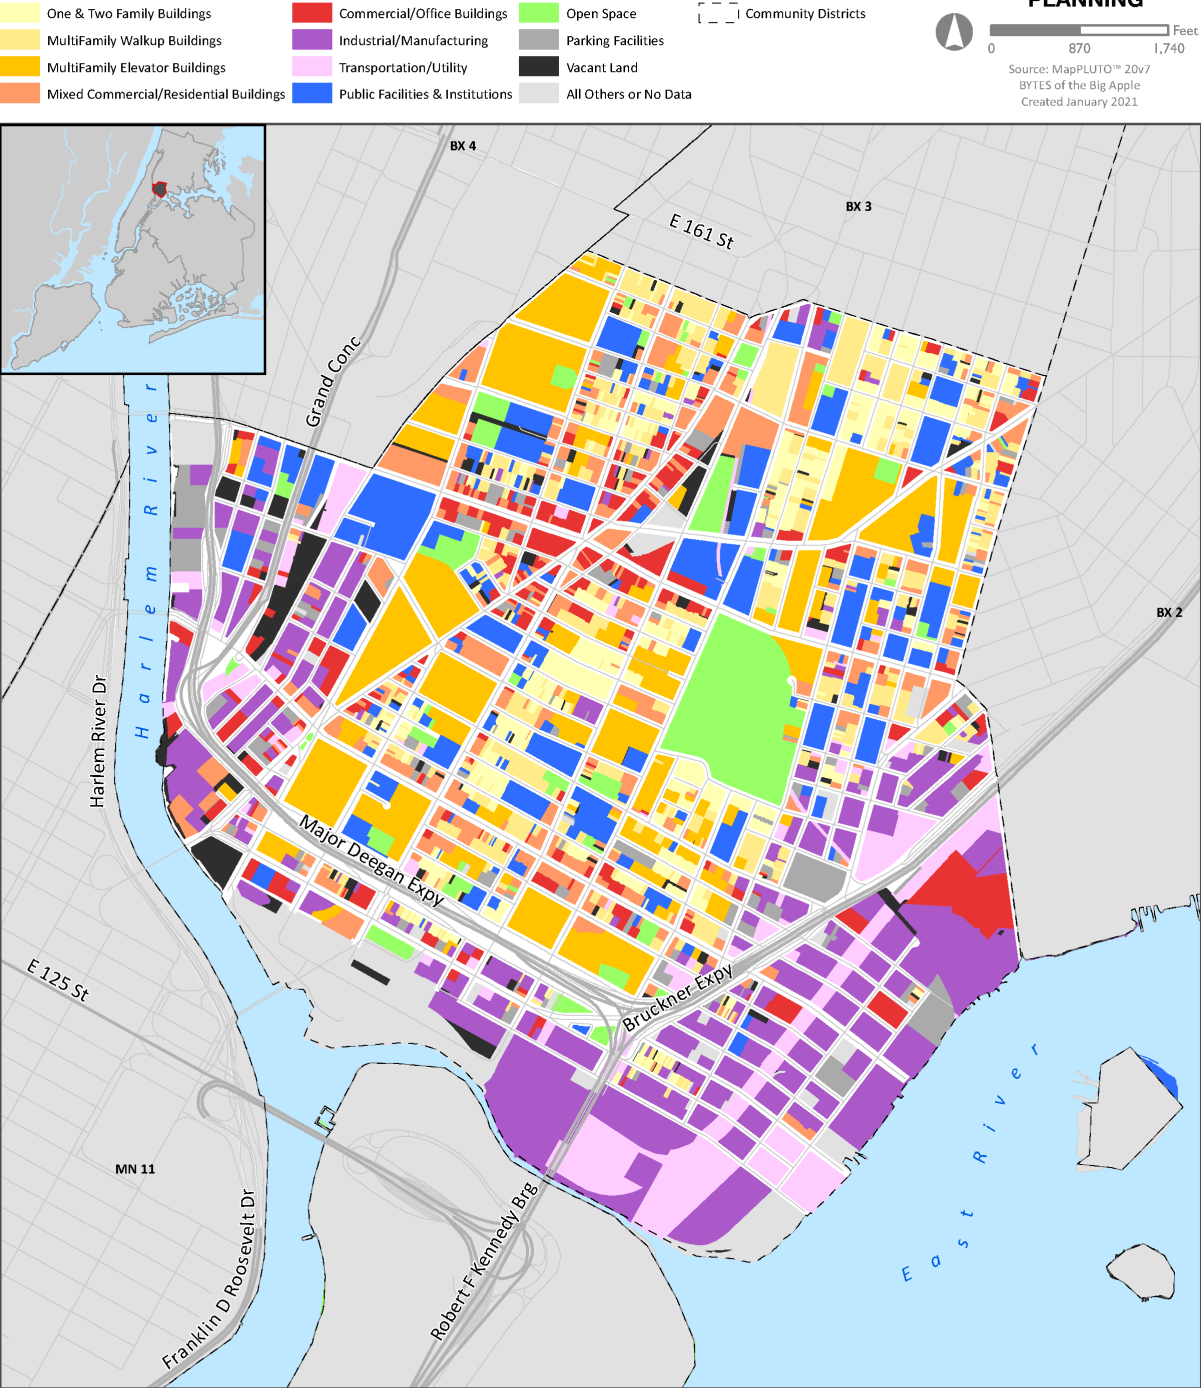 PLANNING
One & Two Family Buildings
MultiFamily Walkup Buildings
MultiFamily Elevator Buildings
Mixed Commercial/Residential Buildings
Commercial/Office Buildings
Industrial/Manufacturing
Transportation/Utility
Public Facilities & Institutions
Open Space
Parking Facilities
Vacant Land
All Others or No Data
Community Districts
Feet
0 870 1,740
Source: MapPLUTO™ 20v7
BYTES of the Big Apple
Created January 2021
BX 4
BX 3
E 161 St
Grand Conc
Harlem River
BX 2
Harlem River Dr
Major Deegan Expy
E 125 St
Bruckner Expy
East River
MN 11
Robert F Kennedy Brg
Franklin D Roosevelt Dr